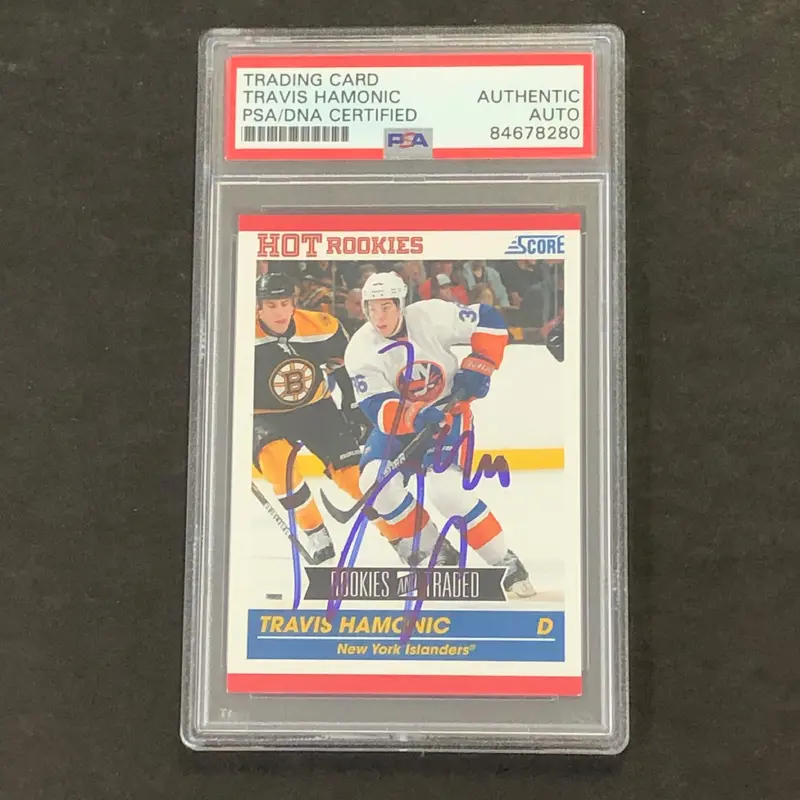 TRADING CARD
TRAVIS HAMONIC
PSA/DNA CERTIFIED
AUTHENTIC
AUTO
84678280
PSA
HOT ROOKIES
SCORE
36
B
36
ROOKIES AND TRADED
TRAVIS HAMONIC D
New York Islanders®